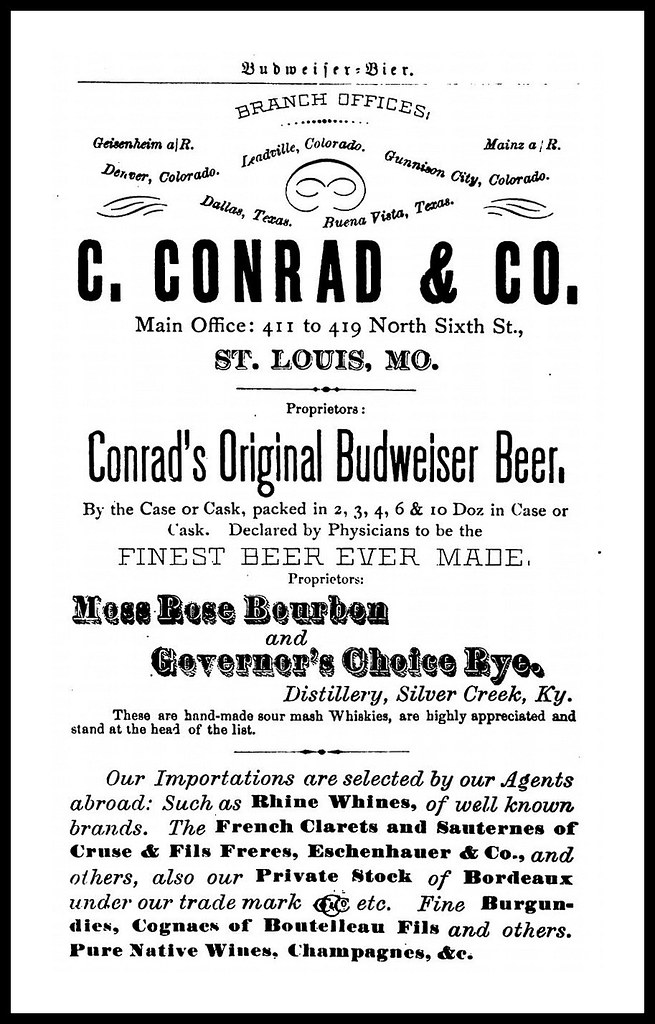 Budweiser-Bier.
BRANCH OFFICES,
Geisenheim a|R.
Leadville, Colorado.
Mainz a|R.
Denver, Colorado.
Gunnison City, Colorado.
Dallas, Texas.
Buena Vista, Texas.
C. CONRAD & CO.
Main Office: 411 to 419 North Sixth St.,
ST. LOUIS, MO.
Proprietors:
Conrad's Original Budweiser Beer.
By the Case or Cask, packed in 2, 3, 4, 6 & 10 Doz in Case or
Cask. Declared by Physicians to be the
FINEST BEER EVER MADE.
Proprietors:
Moss Rose Bourbon
and
Governor's Choice Rye.
Distillery, Silver Creek, Ky.
These are hand-made sour mash Whiskies, are highly appreciated and
stand at the head of the list.
Our Importations are selected by our Agents
abroad: Such as Rhine Whines, of well known
brands. The French Clarets and Sauternes of
Cruse & Fils Freres, Eschenhauer & Co., and
others, also our Private Stock of Bordeaux
under our trade mark etc. Fine Burgun-
dies, Cognacs of Boutelleau Fils and others.
Pure Native Wines, Champagnes, &c.